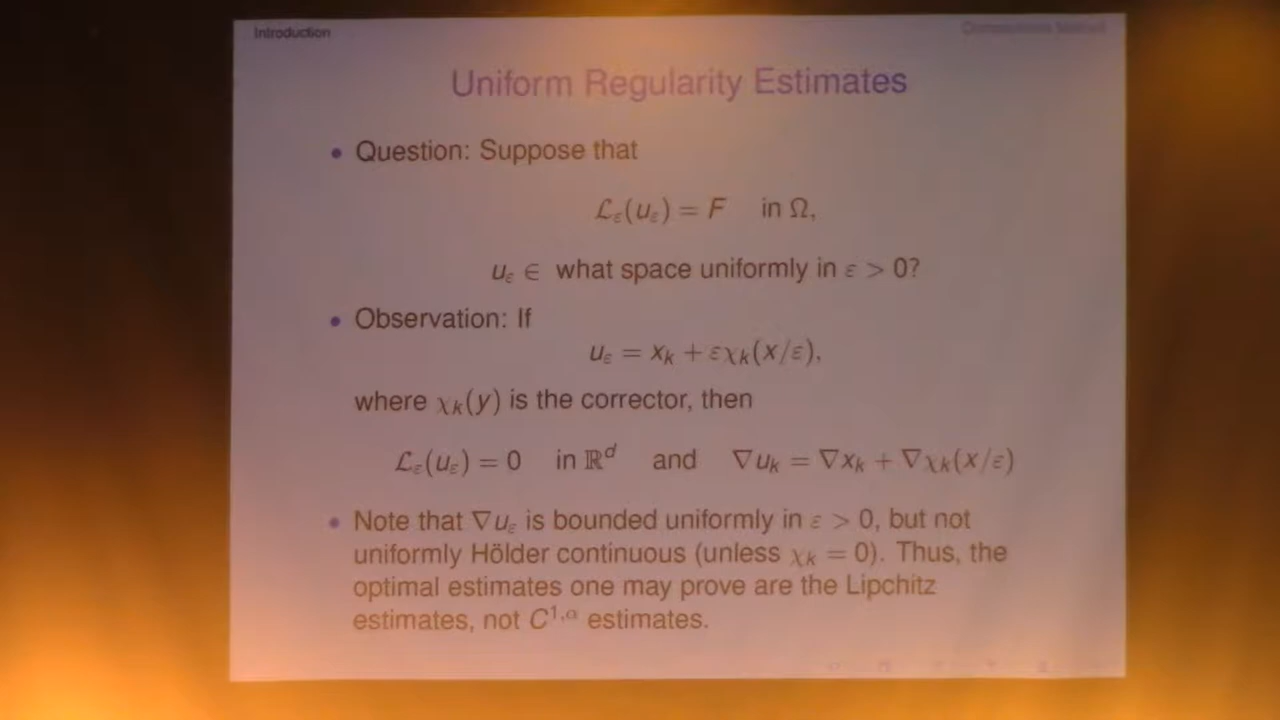 Introduction
Compactness Method
Uniform Regularity Estimates
• Question: Suppose that
ℒ_ε(u_ε) = F in Ω,
u_ε ∈ what space uniformly in ε > 0?
• Observation: If
u_ε = x_k + εχ_k(x/ε),
where χ_k(y) is the corrector, then
ℒ_ε(u_ε) = 0 in ℝ^d and ∇u_k = ∇x_k + ∇χ_k(x/ε)
• Note that ∇u_ε is bounded uniformly in ε > 0, but not
uniformly Hölder continuous (unless χ_k = 0). Thus, the
optimal estimates one may prove are the Lipchitz
estimates, not C^{1,α} estimates.